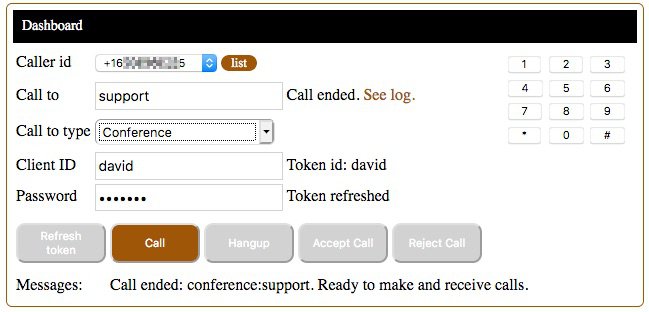 Dashboard
Caller id +16 5 list
Call to support Call ended. See log.
Call to type Conference
Client ID david Token id: david
Password ••••••• Token refreshed
1 2 3
4 5 6
7 8 9
* 0 #
Refresh
token
Call Hangup Accept Call Reject Call
Messages: Call ended: conference:support. Ready to make and receive calls.